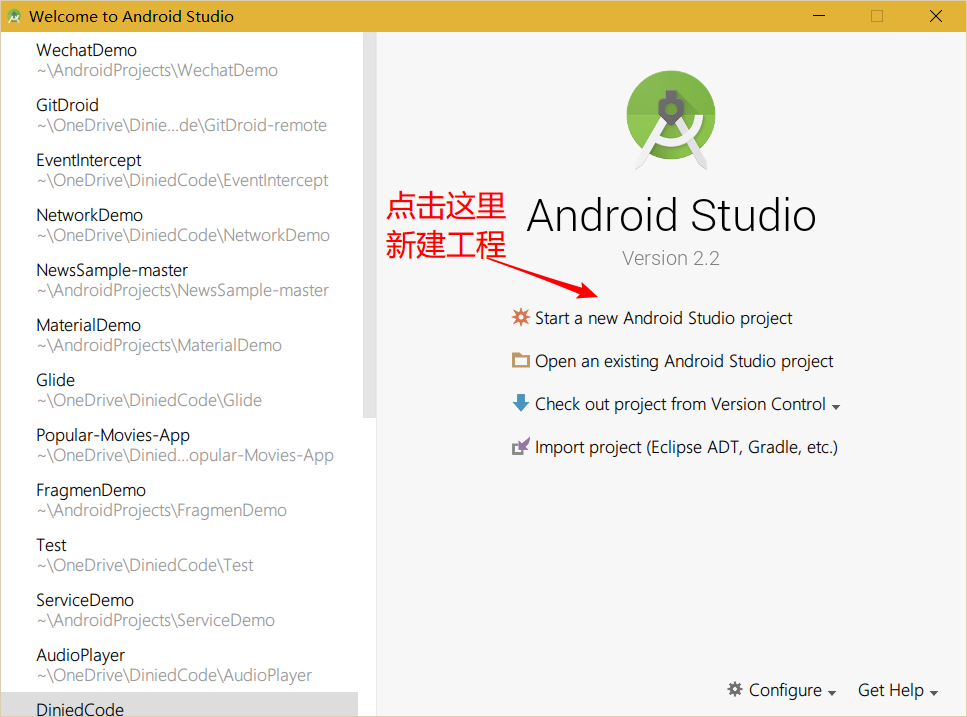 Welcome to Android Studio
WechatDemo
~\AndroidProjects\WechatDemo
GitDroid
~\OneDrive\Dinie...de\GitDroid-remote
EventIntercept
~\OneDrive\DiniedCode\EventIntercept
NetworkDemo
~\OneDrive\DiniedCode\NetworkDemo
NewsSample-master
~\AndroidProjects\NewsSample-master
MaterialDemo
~\AndroidProjects\MaterialDemo
Glide
~\OneDrive\DiniedCode\Glide
Popular-Movies-App
~\OneDrive\Dinied...opular-Movies-App
FragmenDemo
~\AndroidProjects\FragmenDemo
Test
~\OneDrive\DiniedCode\Test
ServiceDemo
~\AndroidProjects\ServiceDemo
AudioPlayer
~\OneDrive\DiniedCode\AudioPlayer
DiniedCode
点击这里
新建工程
Android Studio
Version 2.2
Start a new Android Studio project
Open an existing Android Studio project
Check out project from Version Control
Import project (Eclipse ADT, Gradle, etc.)
Configure
Get Help